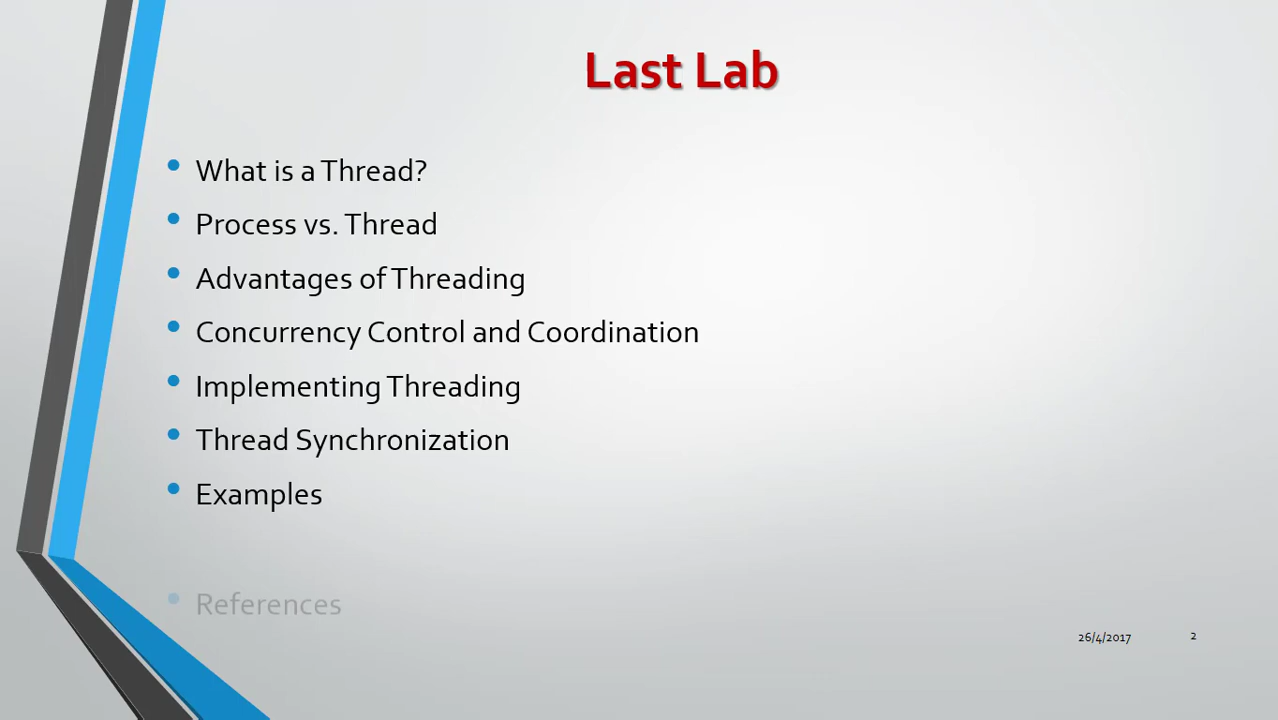 Last Lab
What is a Thread?
Process vs. Thread
Advantages of Threading
Concurrency Control and Coordination
Implementing Threading
Thread Synchronization
Examples
References
26/4/2017 2